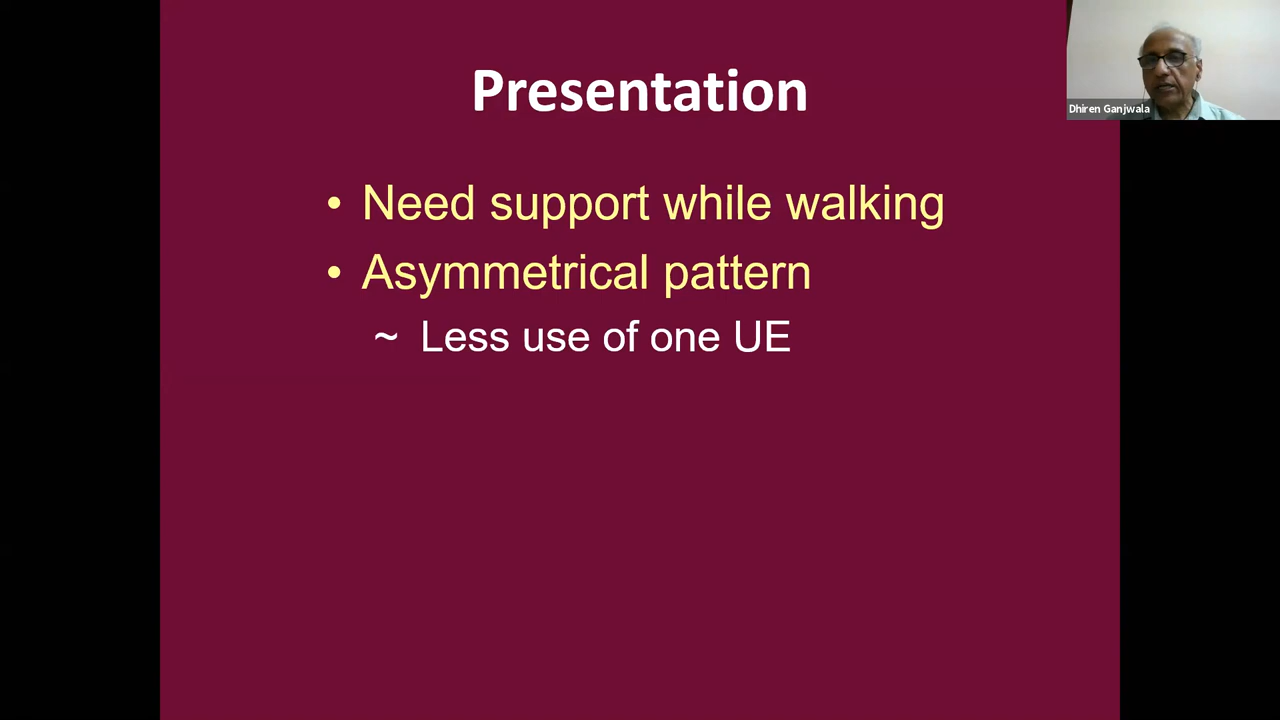 Presentation
Dhiren Ganjwala
• Need support while walking
• Asymmetrical pattern
~ Less use of one UE